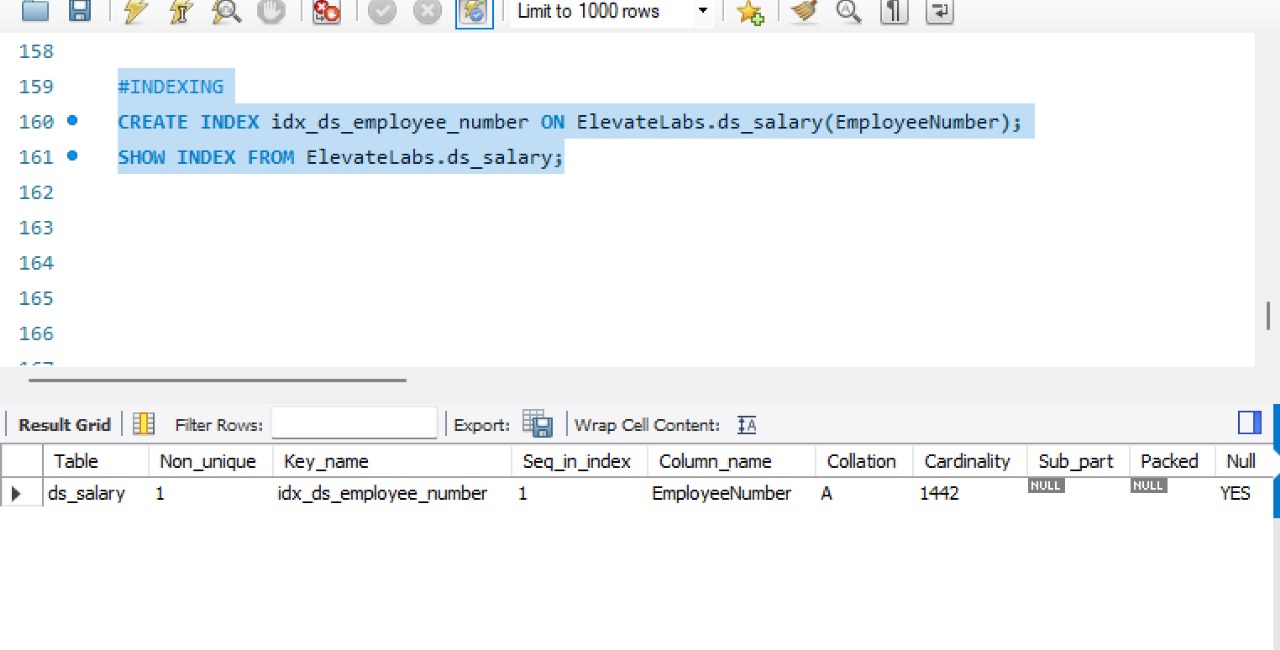 Limit to 1000 rows
158
159 #INDEXING
160 CREATE INDEX idx_ds_employee_number ON ElevateLabs.ds_salary(EmployeeNumber);
161 SHOW INDEX FROM ElevateLabs.ds_salary;
162
163
164
165
166
Result Grid Filter Rows: Export: Wrap Cell Content:
Table Non_unique Key_name Seq_in_index Column_name Collation Cardinality Sub_part Packed Null
ds_salary 1 idx_ds_employee_number 1 EmployeeNumber A 1442 NULL NULL YES